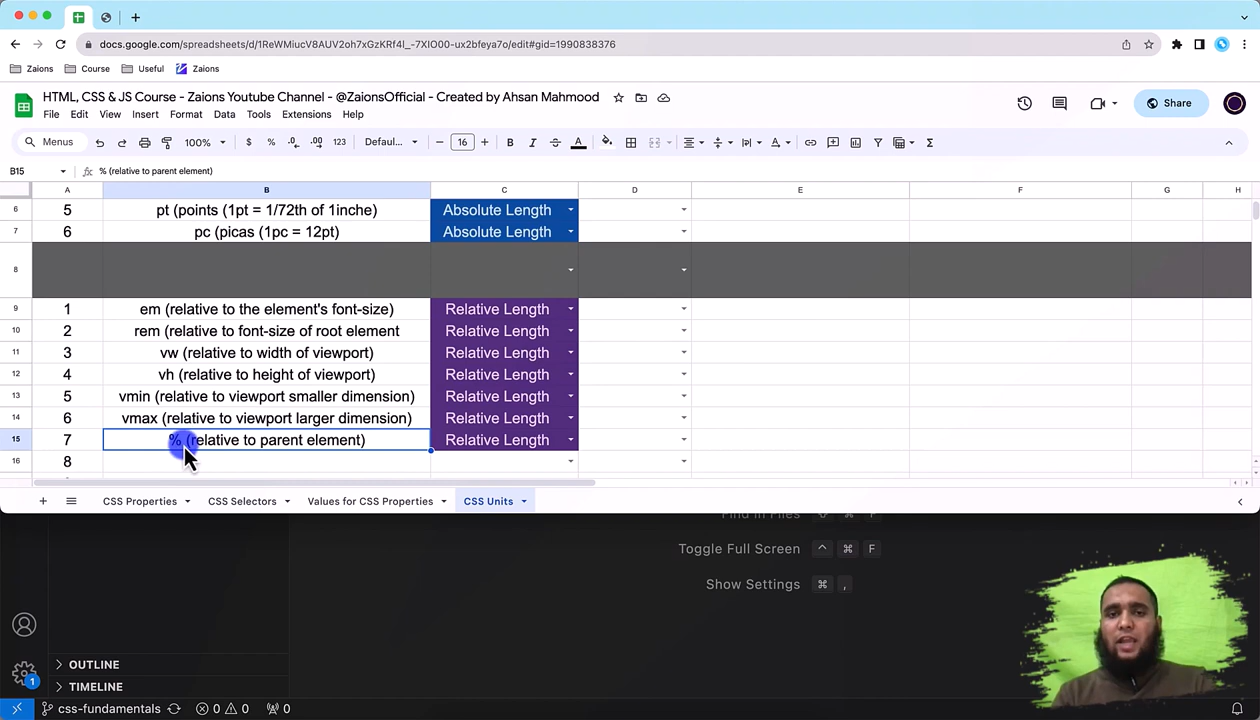 docs.google.com/spreadsheets/d/1ReWMiucV8AUV2oh7xGzKRf4I_-7XIO00-ux2bfeya7o/edit#gid=1990838376
Zaions Course Useful Zaions
HTML, CSS & JS Course - Zaions Youtube Channel - @ZaionsOfficial - Created by Ahsan Mahmood
File Edit View Insert Format Data Tools Extensions Help
Share
Menus 100% $ % .0 .00 123 Defaul... 16 B I A
B15 fx % (relative to parent element)
A B C D E F G H
6 5 pt (points (1pt = 1/72th of 1inche) Absolute Length
7 6 pc (picas (1pc = 12pt) Absolute Length
8
9 1 em (relative to the element's font-size) Relative Length
10 2 rem (relative to font-size of root element Relative Length
11 3 vw (relative to width of viewport) Relative Length
12 4 vh (relative to height of viewport) Relative Length
13 5 vmin (relative to viewport smaller dimension) Relative Length
14 6 vmax (relative to viewport larger dimension) Relative Length
15 7 % (relative to parent element) Relative Length
16 8
CSS Properties CSS Selectors Values for CSS Properties CSS Units
Find in Files ⇧ ⌘ F
Toggle Full Screen ^ ⌘ F
Show Settings ⌘ ,
OUTLINE
1
TIMELINE
css-fundamentals 0 0 0